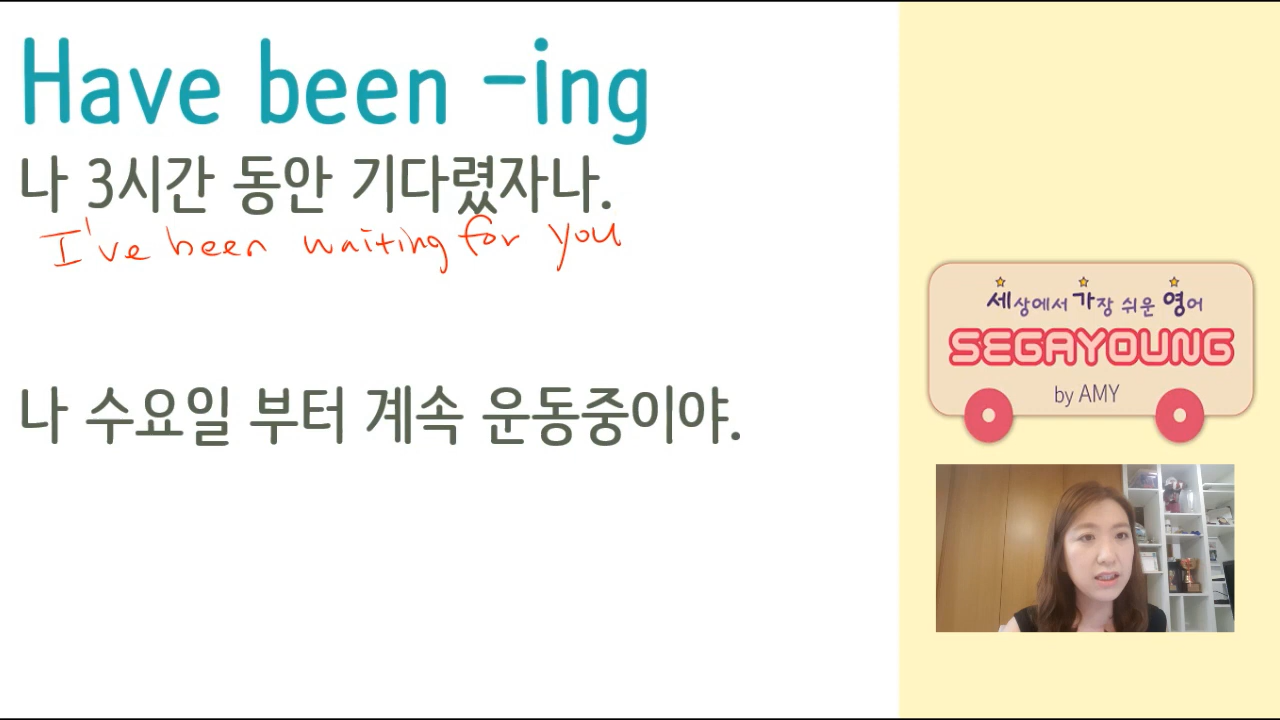 Have been -ing
나 3시간 동안 기다렸자나.
I've been waiting for you
나 수요일 부터 계속 운동중이야.
세상에서 가장 쉬운 영어
SEGAYOUNG
by AMY